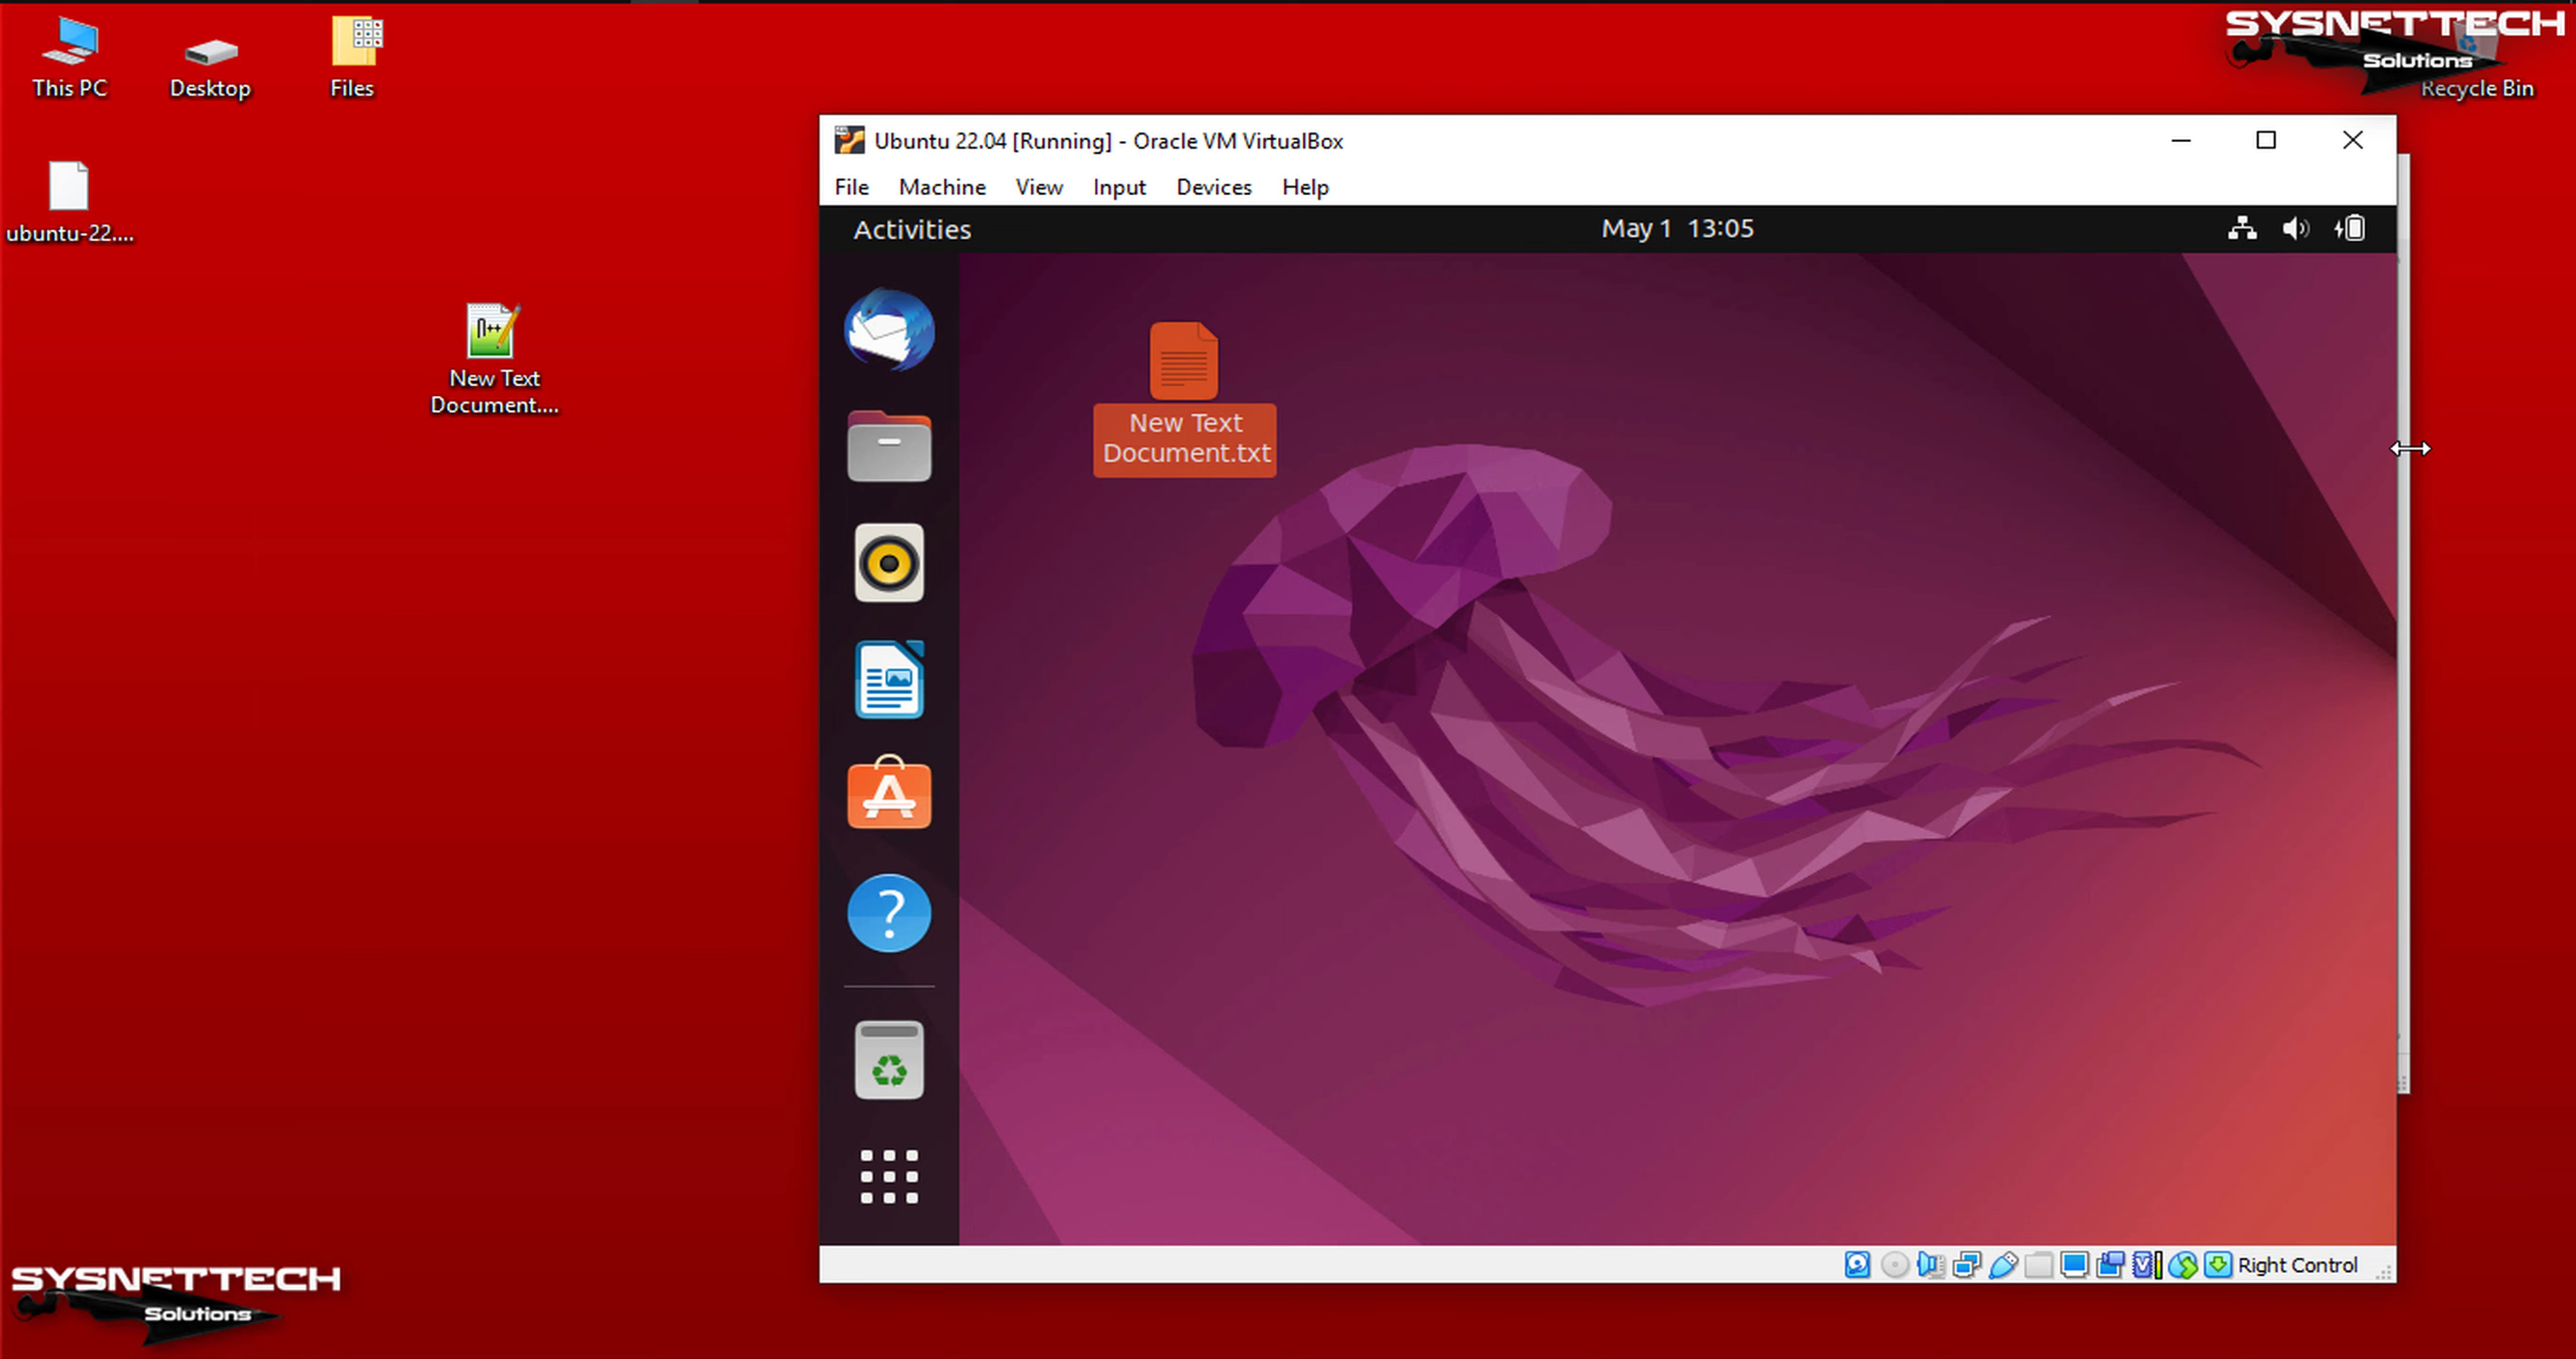 This PC
Desktop
Files
SYSNETTECH
Solutions
Recycle Bin
ubuntu-22....
New Text
Document....
Ubuntu 22.04 [Running] - Oracle VM VirtualBox
File Machine View Input Devices Help
Activities
May 1 13:05
New Text
Document.txt
Right Control
SYSNETTECH
Solutions